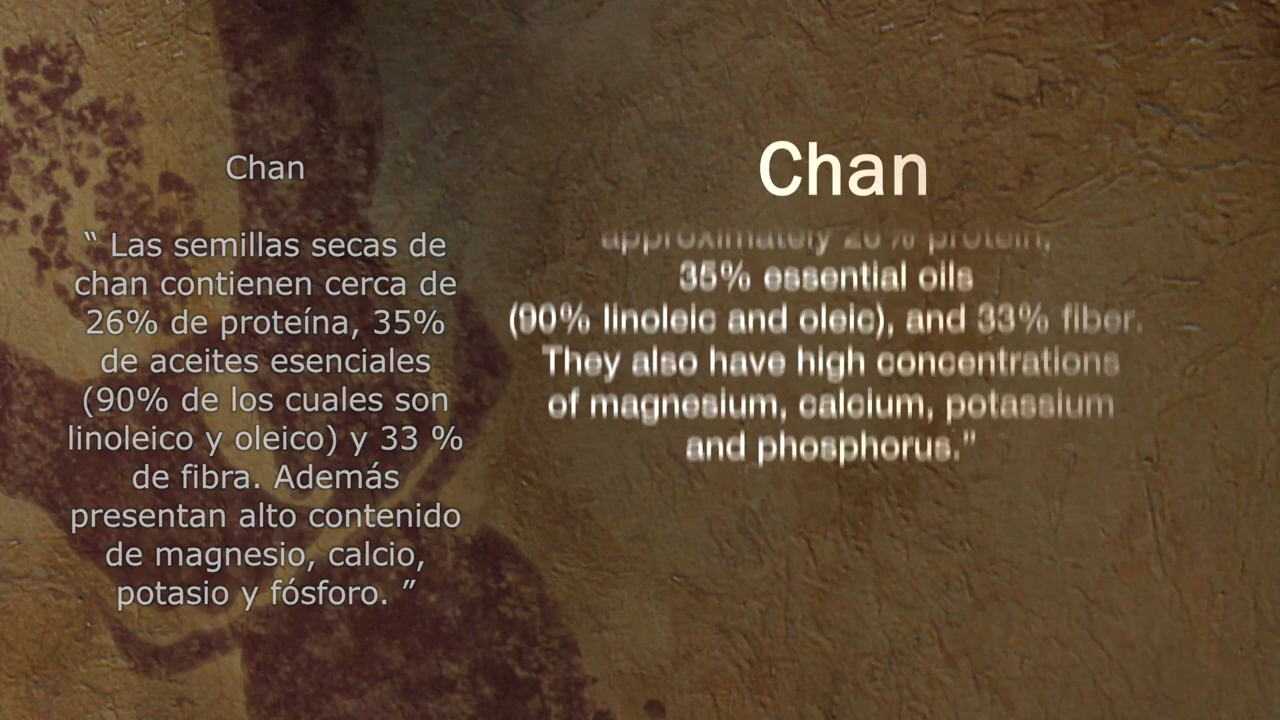 Chan
“ Las semillas secas de
chan contienen cerca de
26% de proteína, 35%
de aceites esenciales
(90% de los cuales son
linoleico y oleico) y 33 %
de fibra. Además
presentan alto contenido
de magnesio, calcio,
potasio y fósforo. ”
Chan
approximately 26% protein,
35% essential oils
(90% linoleic and oleic), and 33% fiber.
They also have high concentrations
of magnesium, calcium, potassium
and phosphorus.”